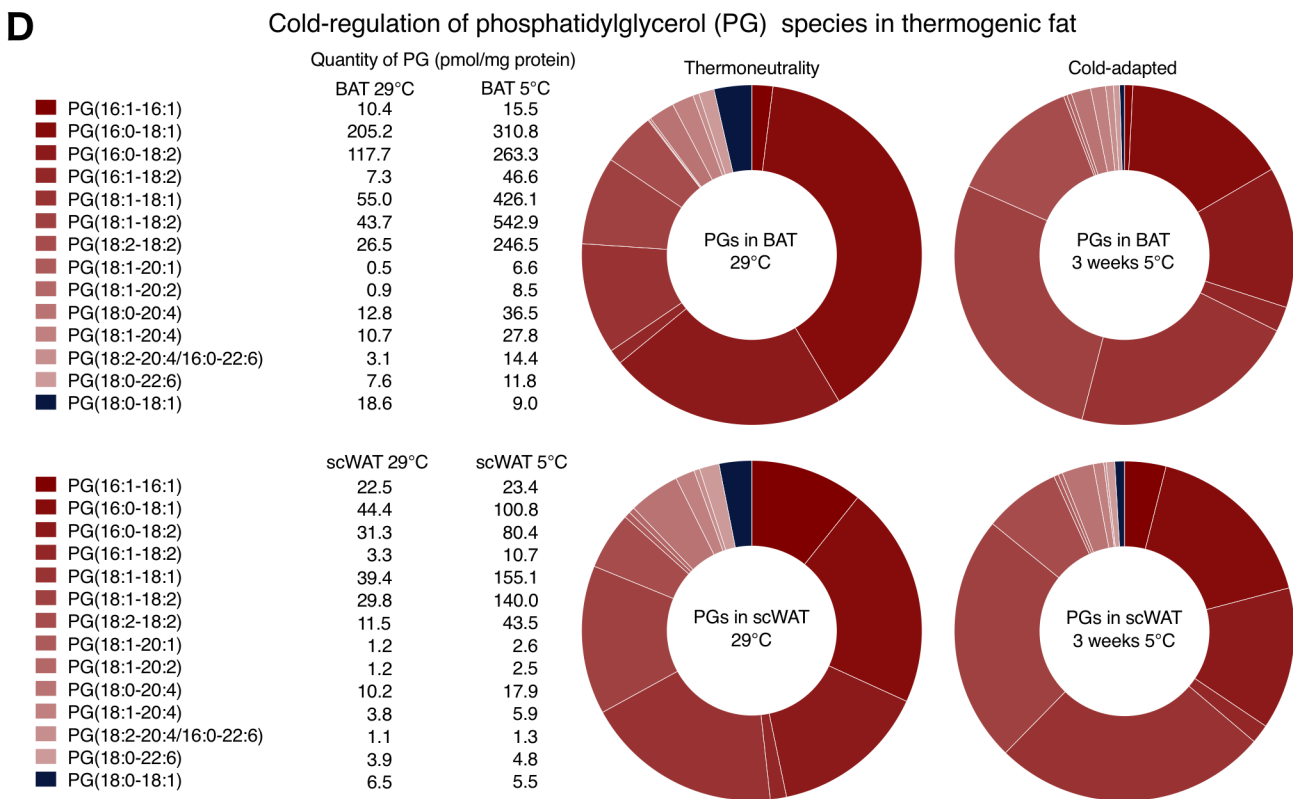 D
Cold-regulation of phosphatidylglycerol (PG) species in thermogenic fat
Quantity of PG (pmol/mg protein)
Thermoneutrality
Cold-adapted
BAT 29°C BAT 5°C
PG(16:1-16:1) 10.4 15.5
PG(16:0-18:1) 205.2 310.8
PG(16:0-18:2) 117.7 263.3
PG(16:1-18:2) 7.3 46.6
PG(18:1-18:1) 55.0 426.1
PG(18:1-18:2) 43.7 542.9
PG(18:2-18:2) 26.5 246.5
PG(18:1-20:1) 0.5 6.6
PG(18:1-20:2) 0.9 8.5
PG(18:0-20:4) 12.8 36.5
PG(18:1-20:4) 10.7 27.8
PG(18:2-20:4/16:0-22:6) 3.1 14.4
PG(18:0-22:6) 7.6 11.8
PG(18:0-18:1) 18.6 9.0
PGs in BAT
29°C
PGs in BAT
3 weeks 5°C
scWAT 29°C scWAT 5°C
PG(16:1-16:1) 22.5 23.4
PG(16:0-18:1) 44.4 100.8
PG(16:0-18:2) 31.3 80.4
PG(16:1-18:2) 3.3 10.7
PG(18:1-18:1) 39.4 155.1
PG(18:1-18:2) 29.8 140.0
PG(18:2-18:2) 11.5 43.5
PG(18:1-20:1) 1.2 2.6
PG(18:1-20:2) 1.2 2.5
PG(18:0-20:4) 10.2 17.9
PG(18:1-20:4) 3.8 5.9
PG(18:2-20:4/16:0-22:6) 1.1 1.3
PG(18:0-22:6) 3.9 4.8
PG(18:0-18:1) 6.5 5.5
PGs in scWAT
29°C
PGs in scWAT
3 weeks 5°C